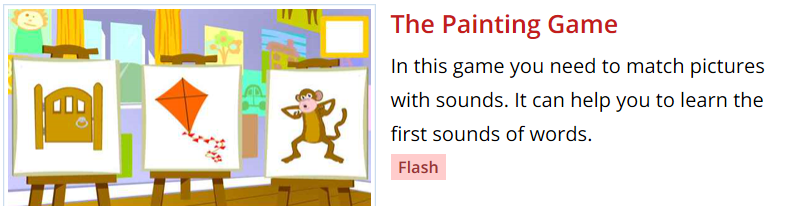 The Painting Game
In this game you need to match pictures
with sounds. It can help you to learn the
first sounds of words.
Flash